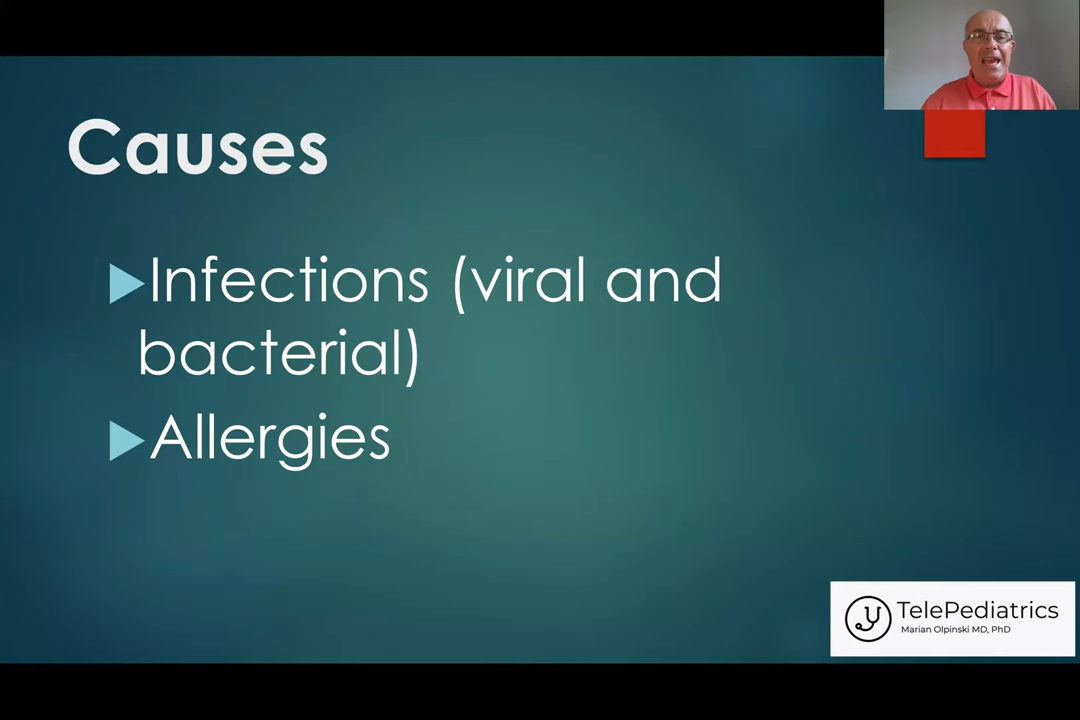 Causes
Infections (viral and
bacterial)
Allergies
TelePediatrics
Marian Olpinski MD, PhD